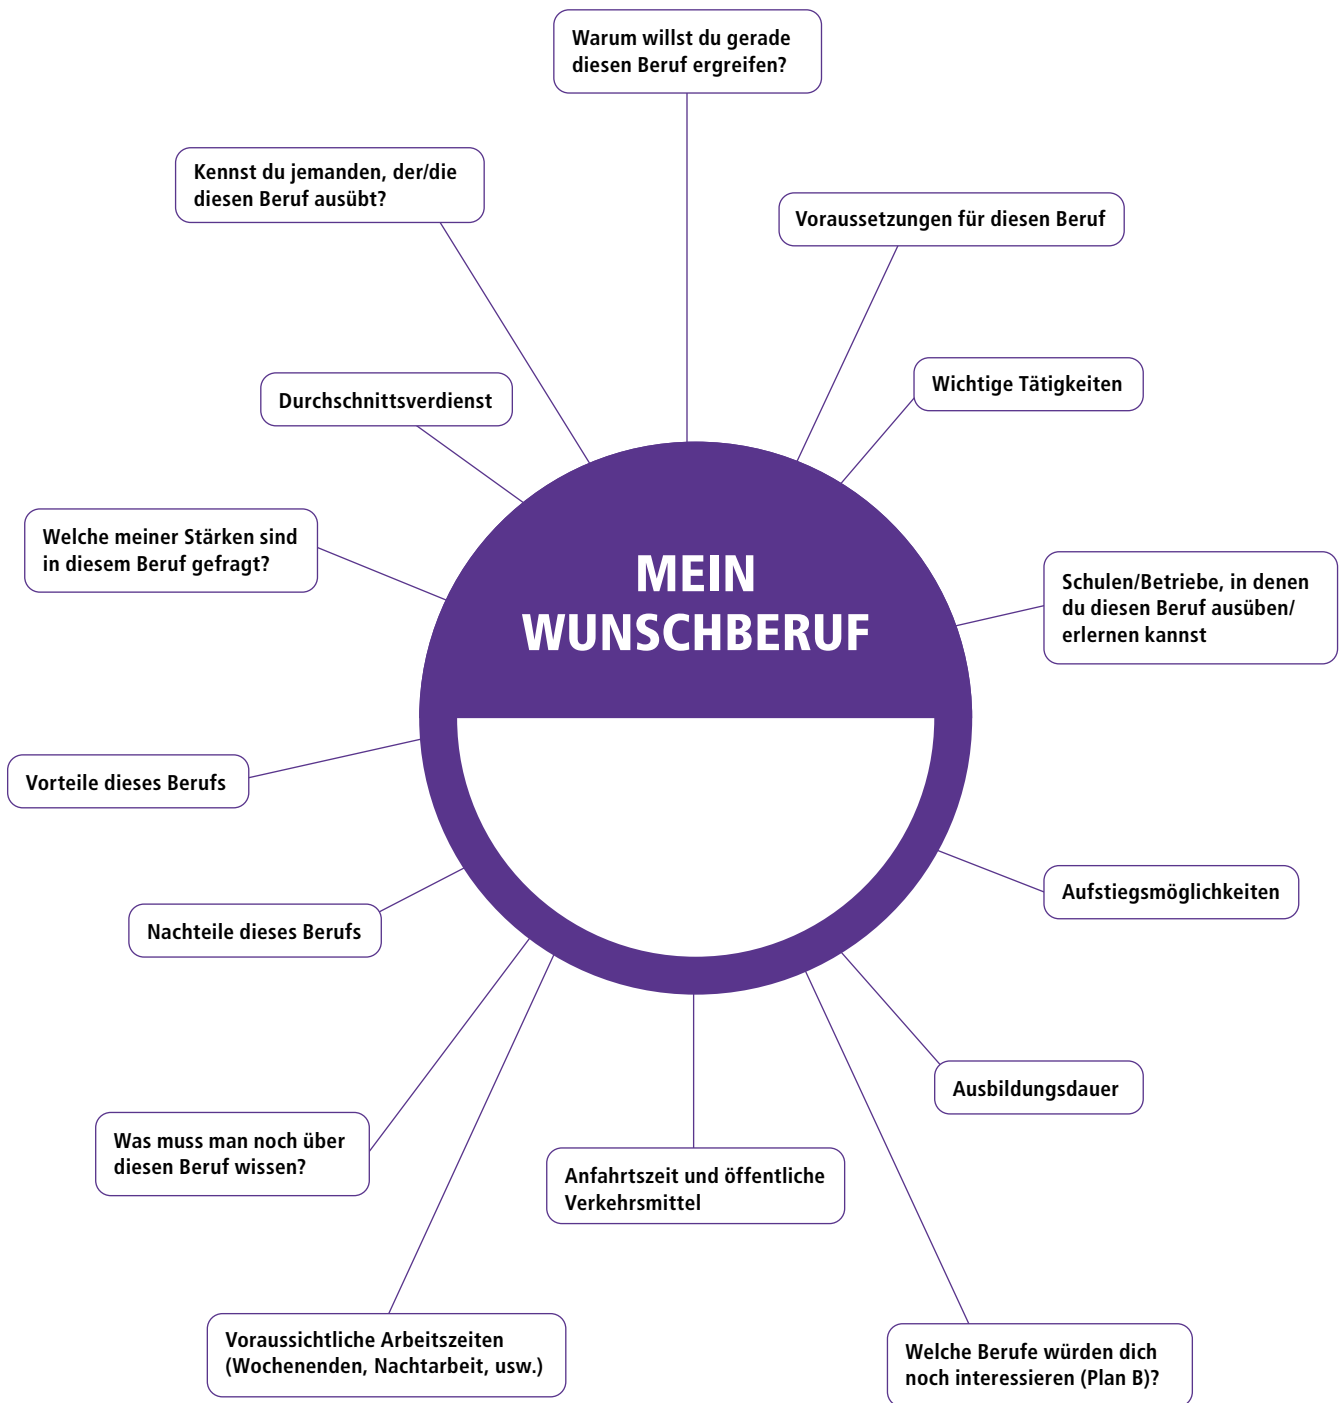 Warum willst du gerade
diesen Beruf ergreifen?
Kennst du jemanden, der/die
diesen Beruf ausübt?
Voraussetzungen für diesen Beruf
Wichtige Tätigkeiten
Durchschnittsverdienst
Welche meiner Stärken sind
in diesem Beruf gefragt?
MEIN
WUNSCHBERUF
Schulen/Betriebe, in denen
du diesen Beruf ausüben/
erlernen kannst
Vorteile dieses Berufs
Aufstiegsmöglichkeiten
Nachteile dieses Berufs
Ausbildungsdauer
Was muss man noch über
diesen Beruf wissen?
Anfahrtszeit und öffentliche
Verkehrsmittel
Voraussichtliche Arbeitszeiten
(Wochenenden, Nachtarbeit, usw.)
Welche Berufe würden dich
noch interessieren (Plan B)?